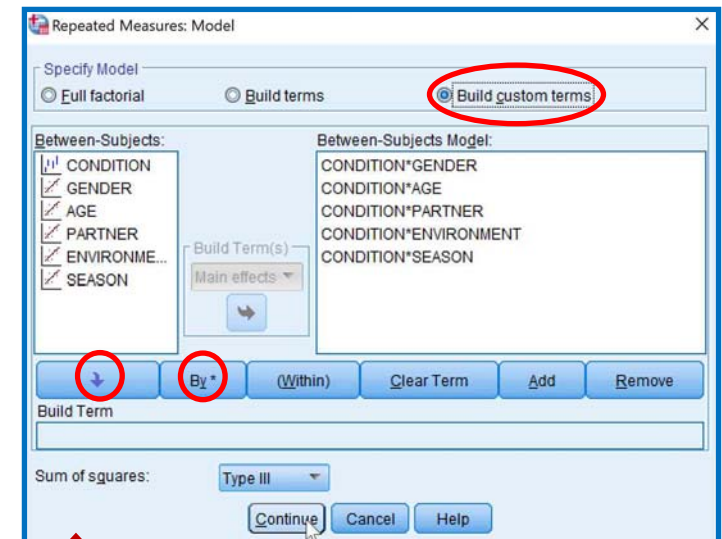 Repeated Measures: Model
Specify Model
Full factorial Build terms Build custom terms
Between-Subjects: Between-Subjects Model:
CONDITION CONDITION*GENDER
GENDER CONDITION*AGE
AGE CONDITION*PARTNER
PARTNER CONDITION*ENVIRONMENT
ENVIRONME... CONDITION*SEASON
SEASON
Build Term(s)
Main effects
By * (Within) Clear Term Add Remove
Build Term
Sum of squares: Type III
Continue Cancel Help